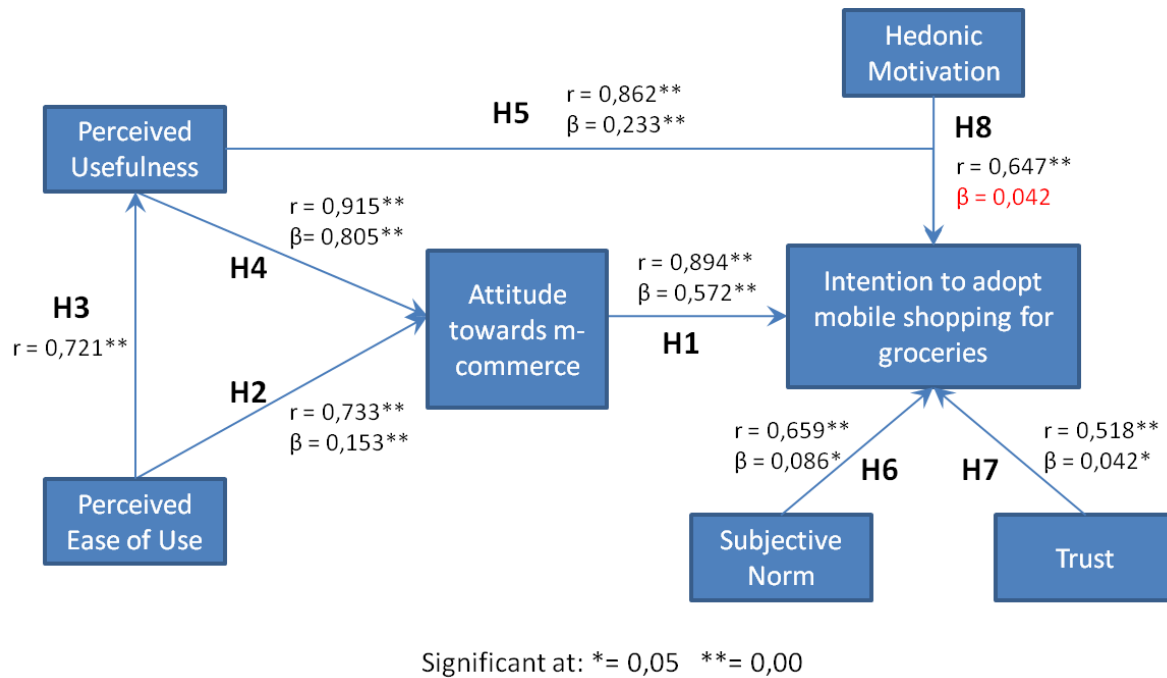 Hedonic
Motivation
H5
r = 0,862**
β = 0,233**
H8
r = 0,647**
β = 0,042
Perceived
Usefulness
r = 0,915**
β= 0,805**
H4
H3
r = 0,721**
Attitude
towards m-
commerce
r = 0,894**
β = 0,572**
H1
Intention to adopt
mobile shopping for
groceries
H2
r = 0,733**
β = 0,153**
r = 0,659**
β = 0,086*
H6
H7
r = 0,518**
β = 0,042*
Perceived
Ease of Use
Subjective
Norm
Trust
Significant at: *= 0,05 **= 0,00